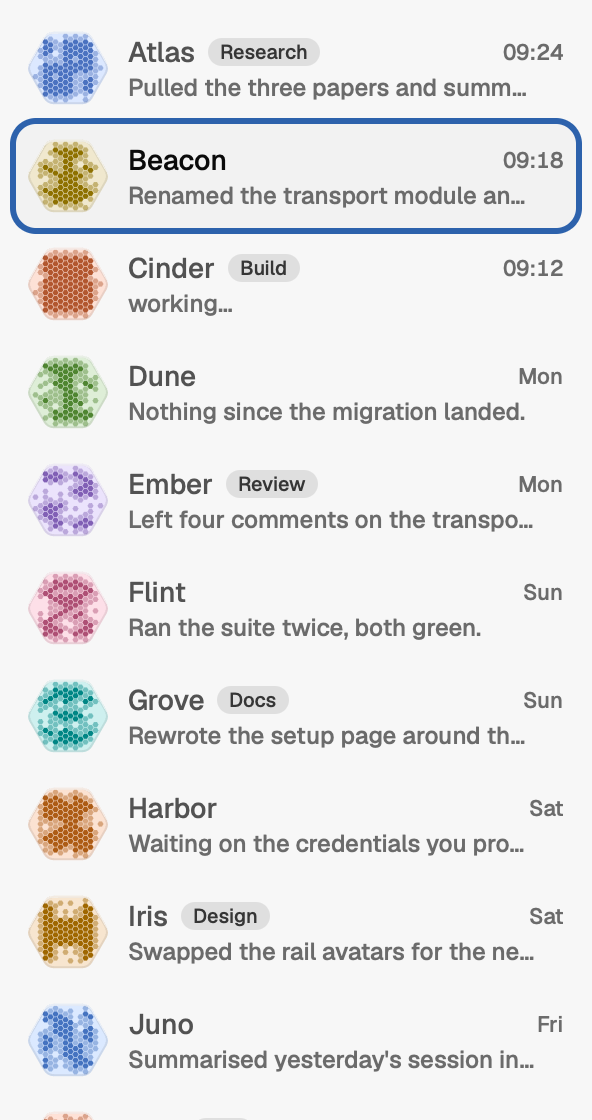 Atlas Research 09:24
Pulled the three papers and summ…
Beacon 09:18
Renamed the transport module an…
Cinder Build 09:12
working…
Dune Mon
Nothing since the migration landed.
Ember Review Mon
Left four comments on the transpo…
Flint Sun
Ran the suite twice, both green.
Grove Docs Sun
Rewrote the setup page around th…
Harbor Sat
Waiting on the credentials you pro…
Iris Design Sat
Swapped the rail avatars for the ne…
Juno Fri
Summarised yesterday's session in…